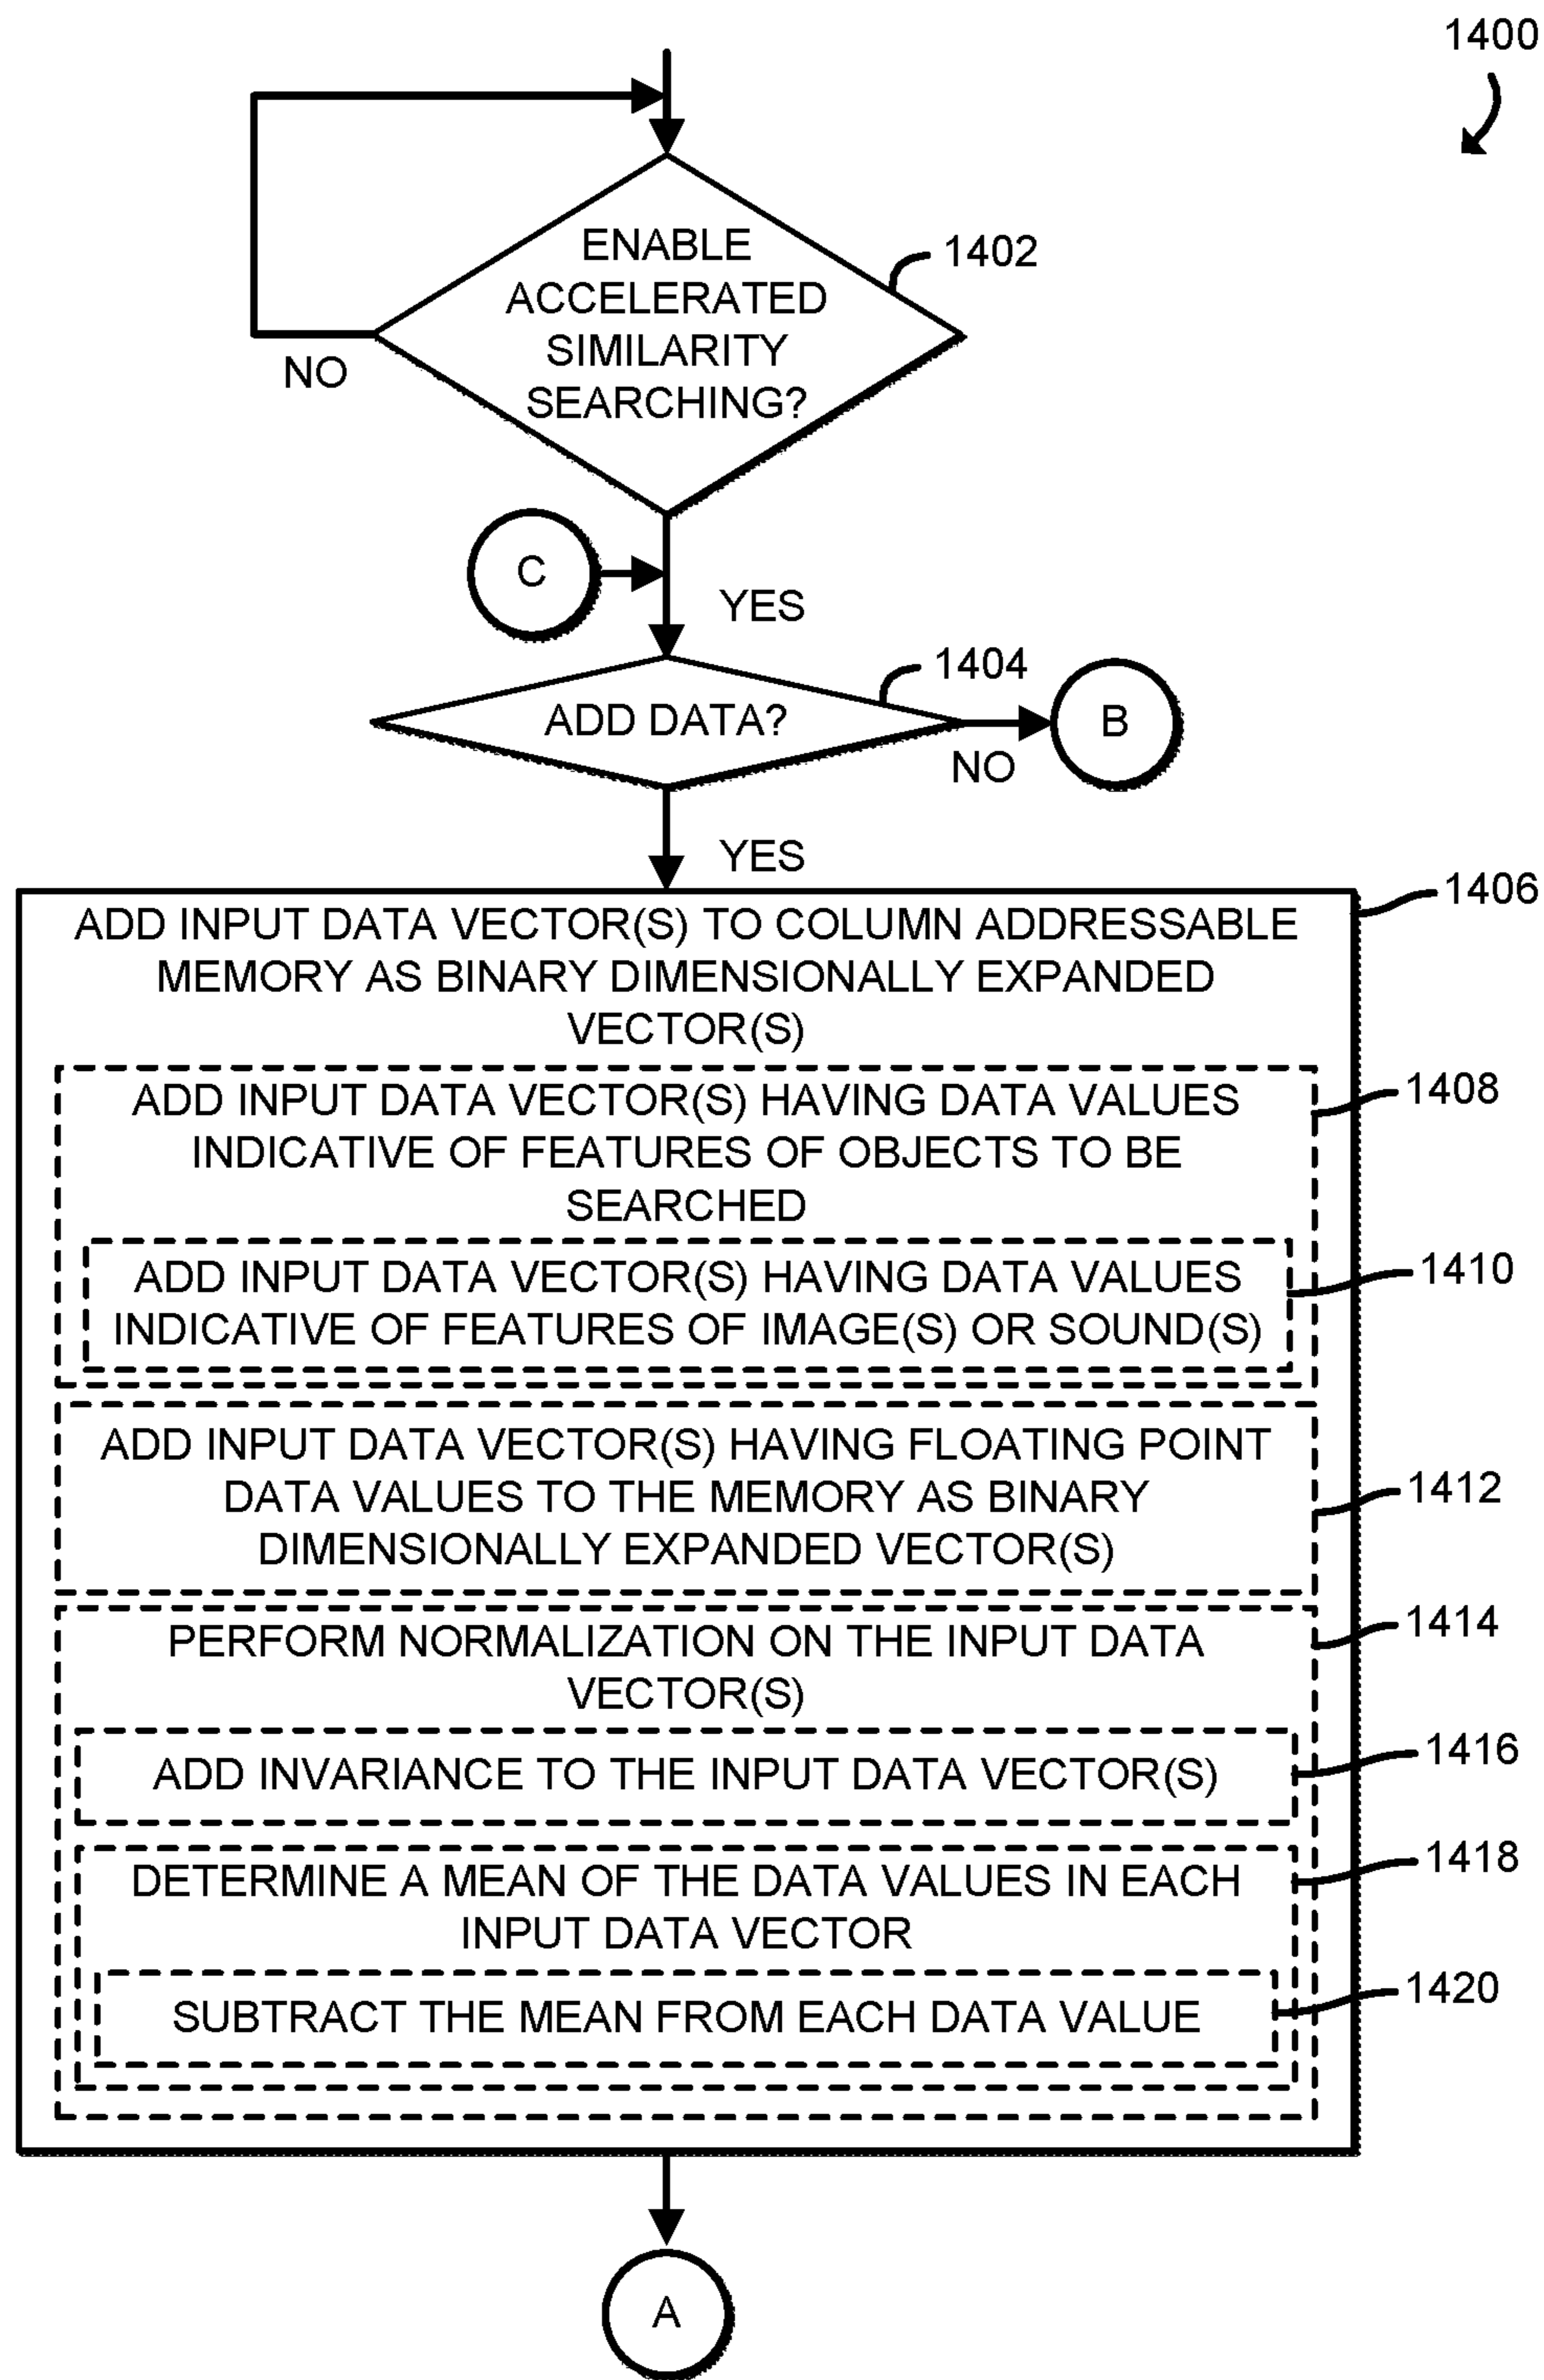 1400
ENABLE
ACCELERATED
SIMILARITY
SEARCHING?
1402
NO
C
YES
1404
ADD DATA?
B
NO
YES
1406
ADD INPUT DATA VECTOR(S) TO COLUMN ADDRESSABLE
MEMORY AS BINARY DIMENSIONALLY EXPANDED
VECTOR(S)
1408
ADD INPUT DATA VECTOR(S) HAVING DATA VALUES
INDICATIVE OF FEATURES OF OBJECTS TO BE
SEARCHED
1410
ADD INPUT DATA VECTOR(S) HAVING DATA VALUES
INDICATIVE OF FEATURES OF IMAGE(S) OR SOUND(S)
ADD INPUT DATA VECTOR(S) HAVING FLOATING POINT
DATA VALUES TO THE MEMORY AS BINARY
DIMENSIONALLY EXPANDED VECTOR(S)
1412
1414
PERFORM NORMALIZATION ON THE INPUT DATA
VECTOR(S)
1416
ADD INVARIANCE TO THE INPUT DATA VECTOR(S)
1418
DETERMINE A MEAN OF THE DATA VALUES IN EACH
INPUT DATA VECTOR
1420
SUBTRACT THE MEAN FROM EACH DATA VALUE
A